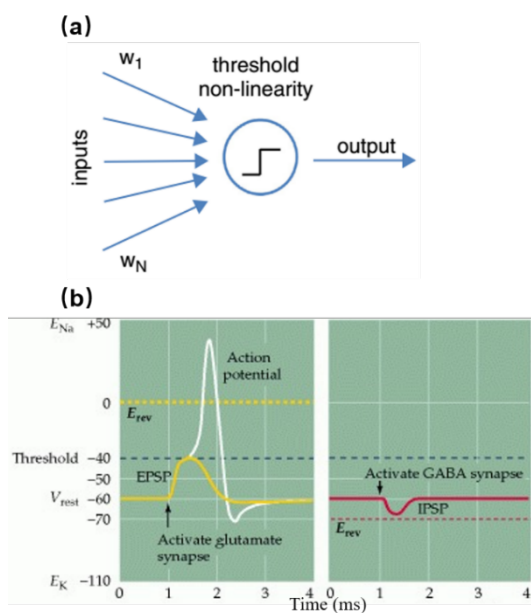 (a)
w1
threshold
non-linearity
inputs
output
wN
(b)
ENa +50
Action
potential
0
Erev
Threshold −40
EPSP
−50
Vrest −60
−70
Activate glutamate
synapse
EK −110
0 1 2 3 4
Activate GABA synapse
IPSP
Erev
0 1 2 3 4
Time (ms)